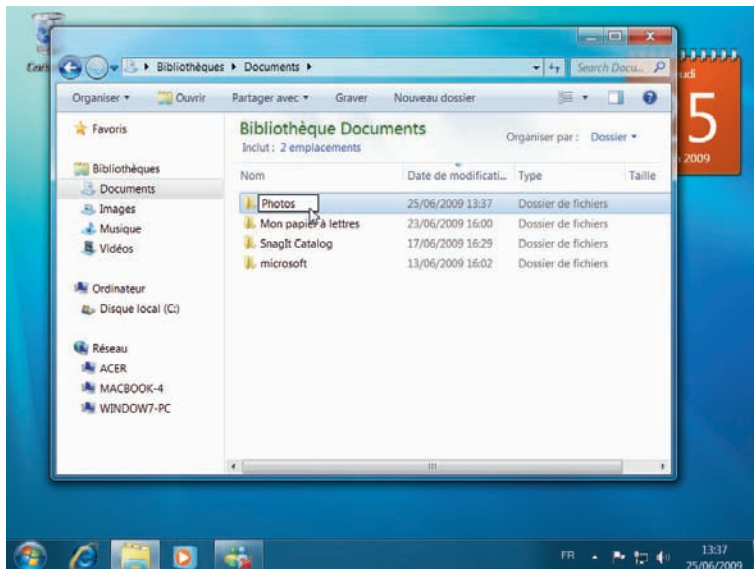 Bibliothèques Documents
Search Docu...
Organiser Ouvrir Partager avec Graver Nouveau dossier
Favoris
Bibliothèques
Documents
Images
Musique
Vidéos
Ordinateur
Disque local (C:)
Réseau
ACER
MACBOOK-4
WINDOW7-PC
Bibliothèque Documents
Inclut : 2 emplacements
Organiser par : Dossier
Nom Date de modificati... Type Taille
Photos 25/06/2009 13:37 Dossier de fichiers
Mon papier à lettres 23/06/2009 16:00 Dossier de fichiers
SnagIt Catalog 17/06/2009 16:29 Dossier de fichiers
microsoft 13/06/2009 16:02 Dossier de fichiers
udi
5
2009
FR
13:37
25/06/2009